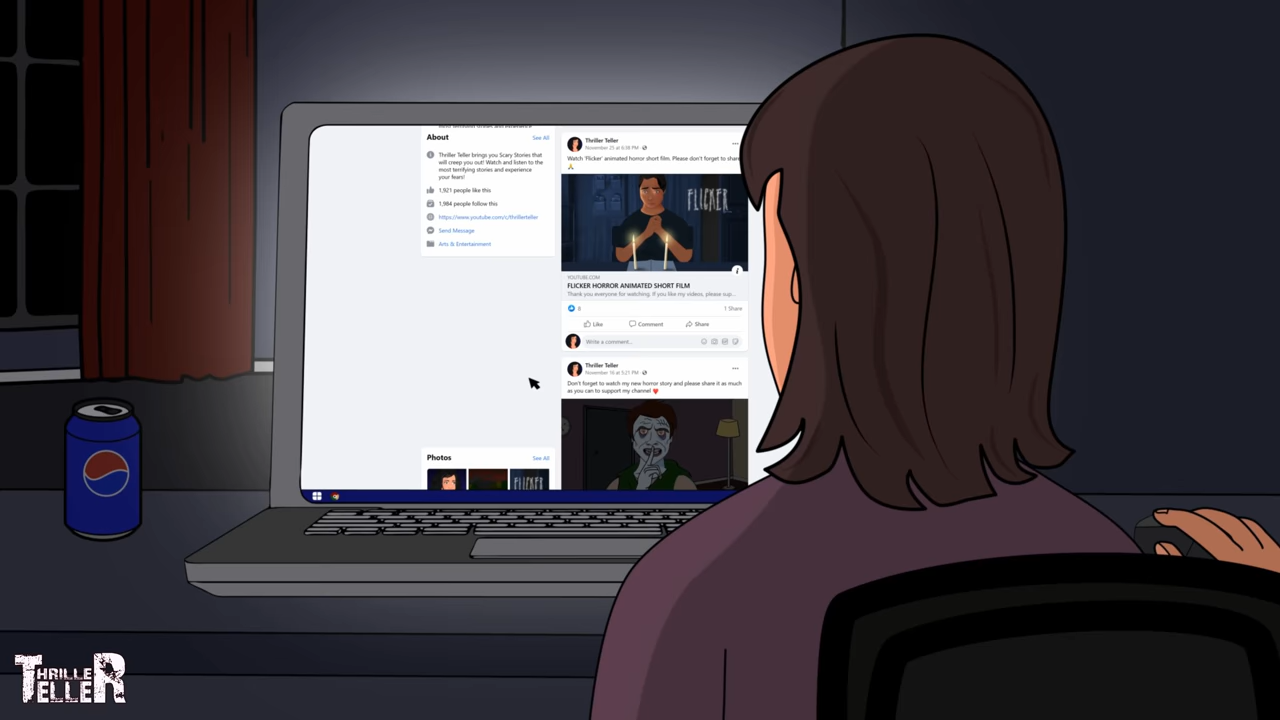 About
See All
Thriller Teller brings you Scary Stories that
will creep you out! Watch and listen to the
most terrifying stories and experience
your fears!
1,921 people like this
1,984 people follow this
https://www.youtube.com/c/thrillerteller
Send Message
Arts & Entertainment
Photos
See All
FLICKER
Thriller Teller
November 25 at 6:38 PM
Watch 'Flicker' animated horror short film. Please don't forget to share
FLICKER
YOUTUBE.COM
FLICKER HORROR ANIMATED SHORT FILM
Thank you everyone for watching. If you like my videos, please sup...
8
1 Share
Like
Comment
Share
Write a comment...
Thriller Teller
November 18 at 5:21 PM
Don't forget to watch my new horror story and please share it as much
as you can to support my channel
THRILLER
TELLER